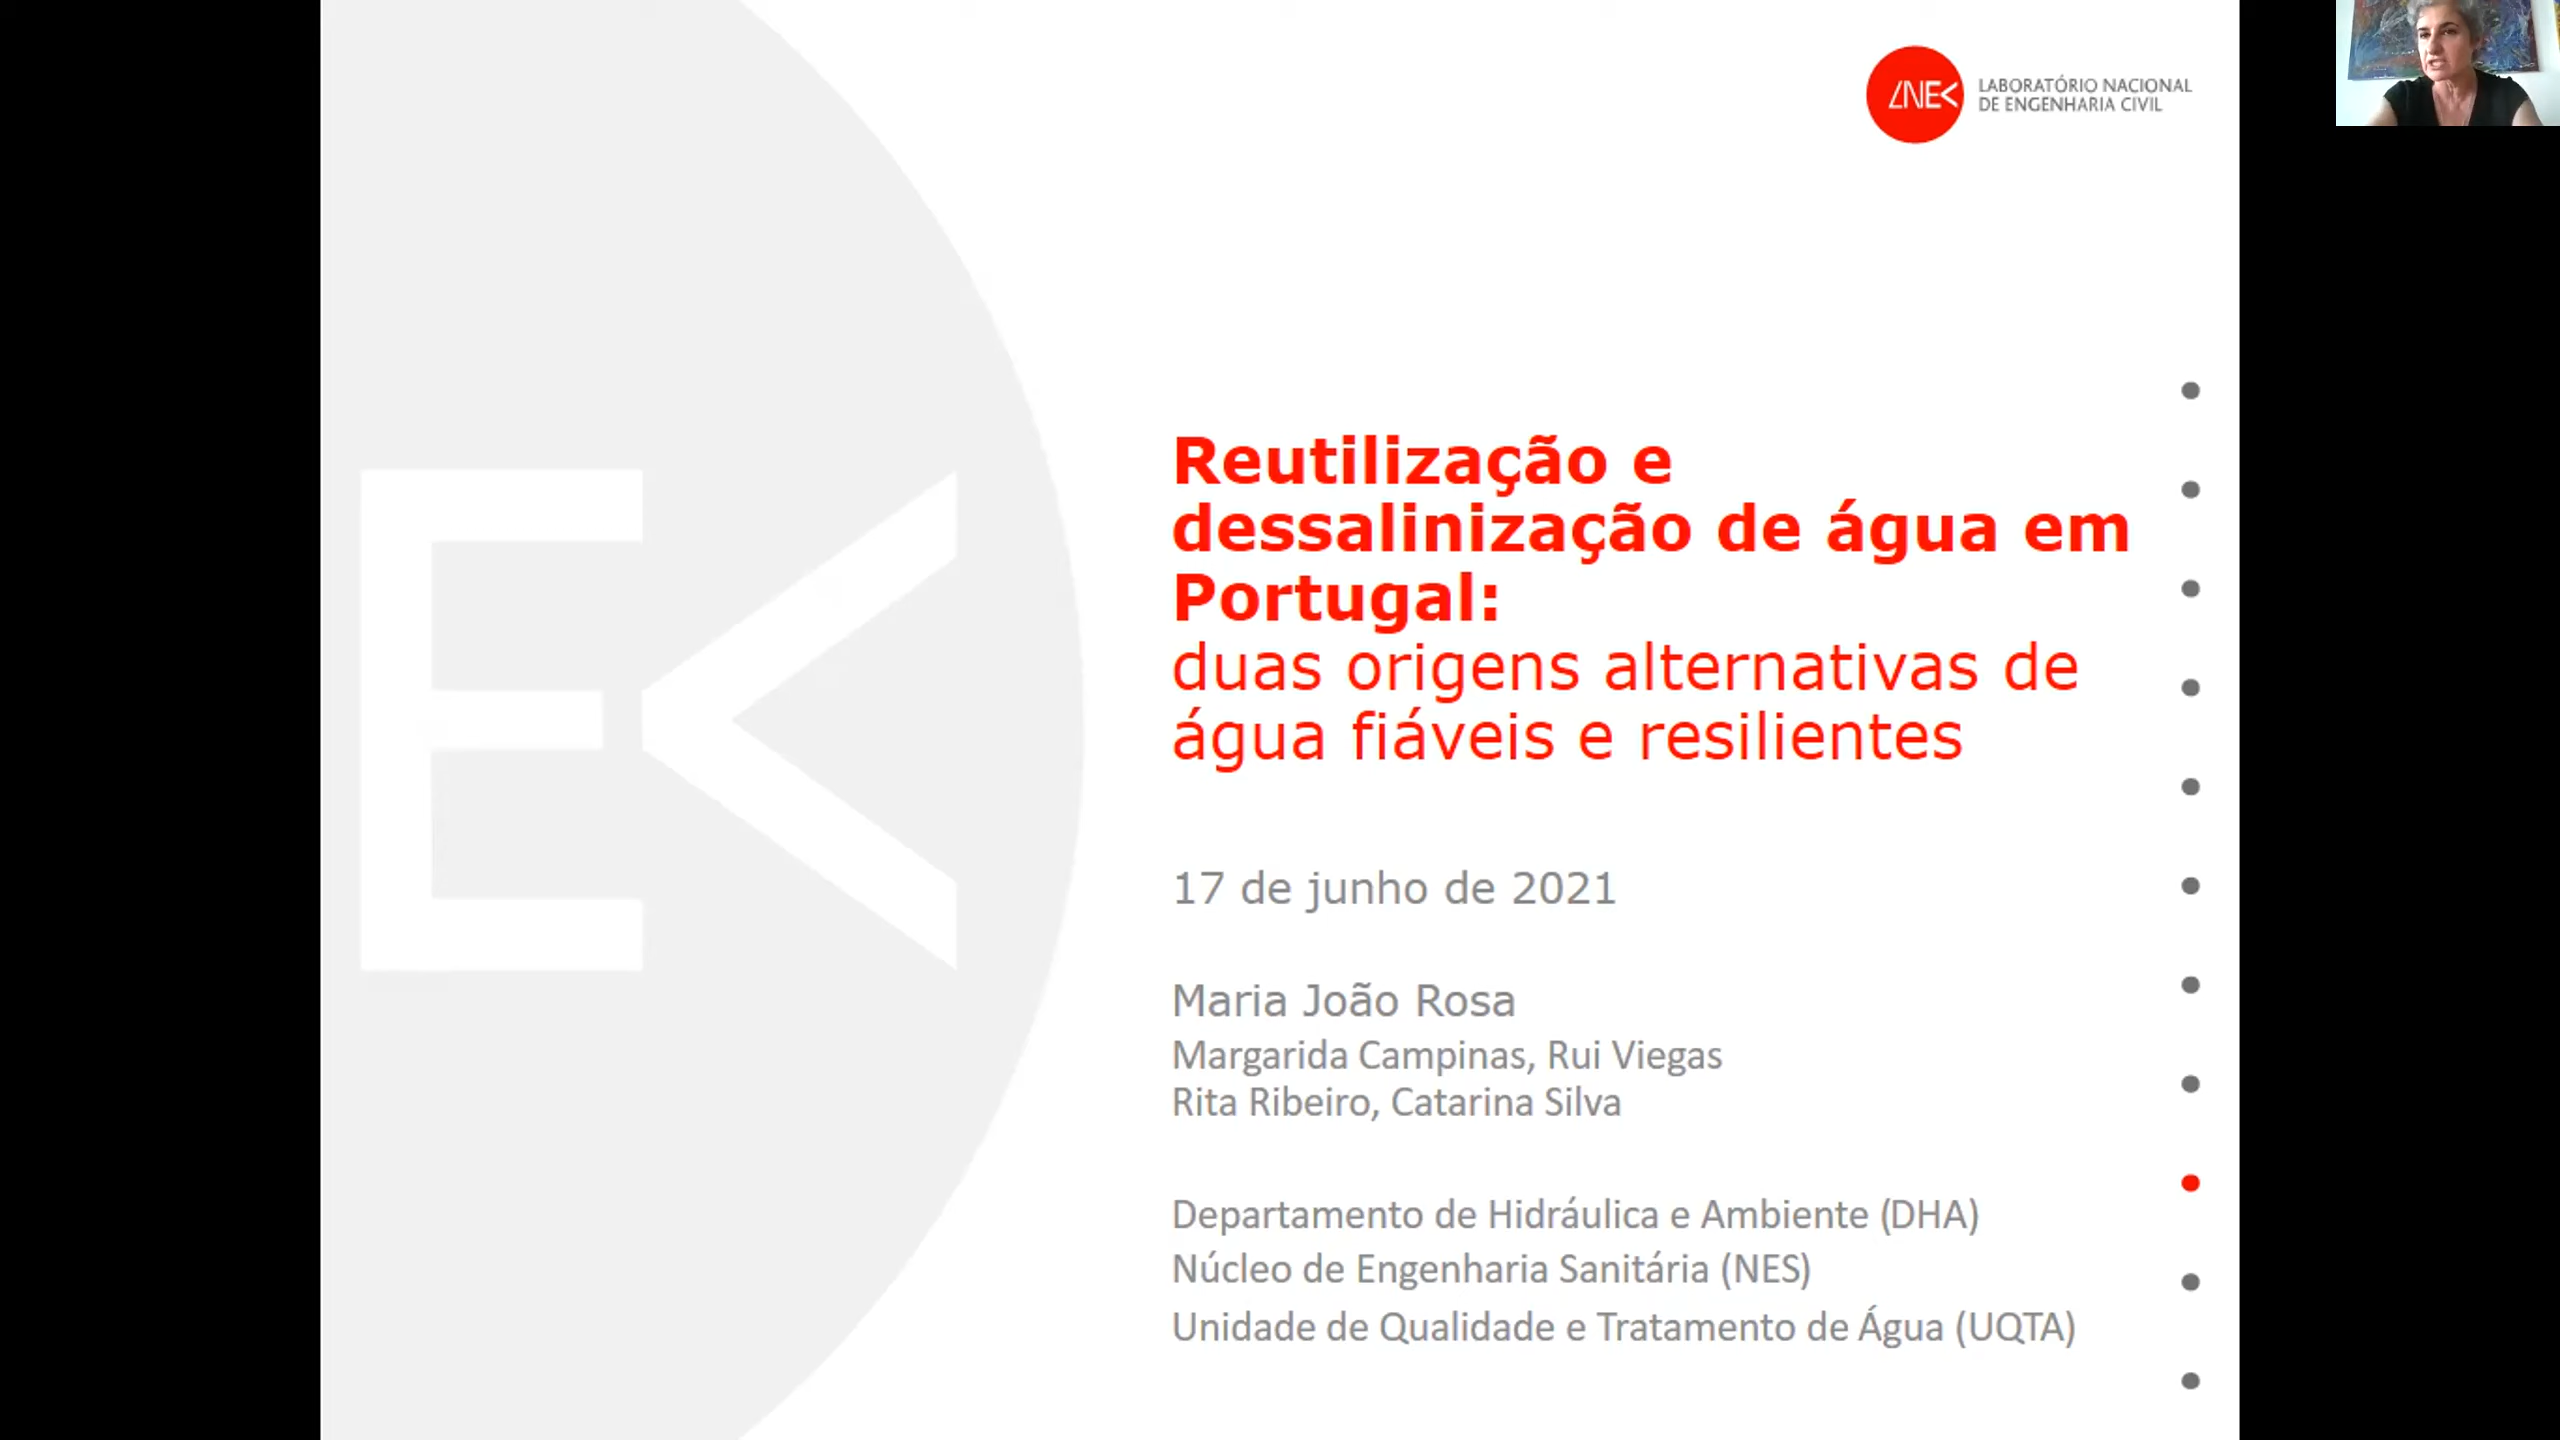 LNEC
LABORATÓRIO NACIONAL
DE ENGENHARIA CIVIL
Reutilização e
dessalinização de água em
Portugal:
duas origens alternativas de
água fiáveis e resilientes
17 de junho de 2021
Maria João Rosa
Margarida Campinas, Rui Viegas
Rita Ribeiro, Catarina Silva
Departamento de Hidráulica e Ambiente (DHA)
Núcleo de Engenharia Sanitária (NES)
Unidade de Qualidade e Tratamento de Água (UQTA)